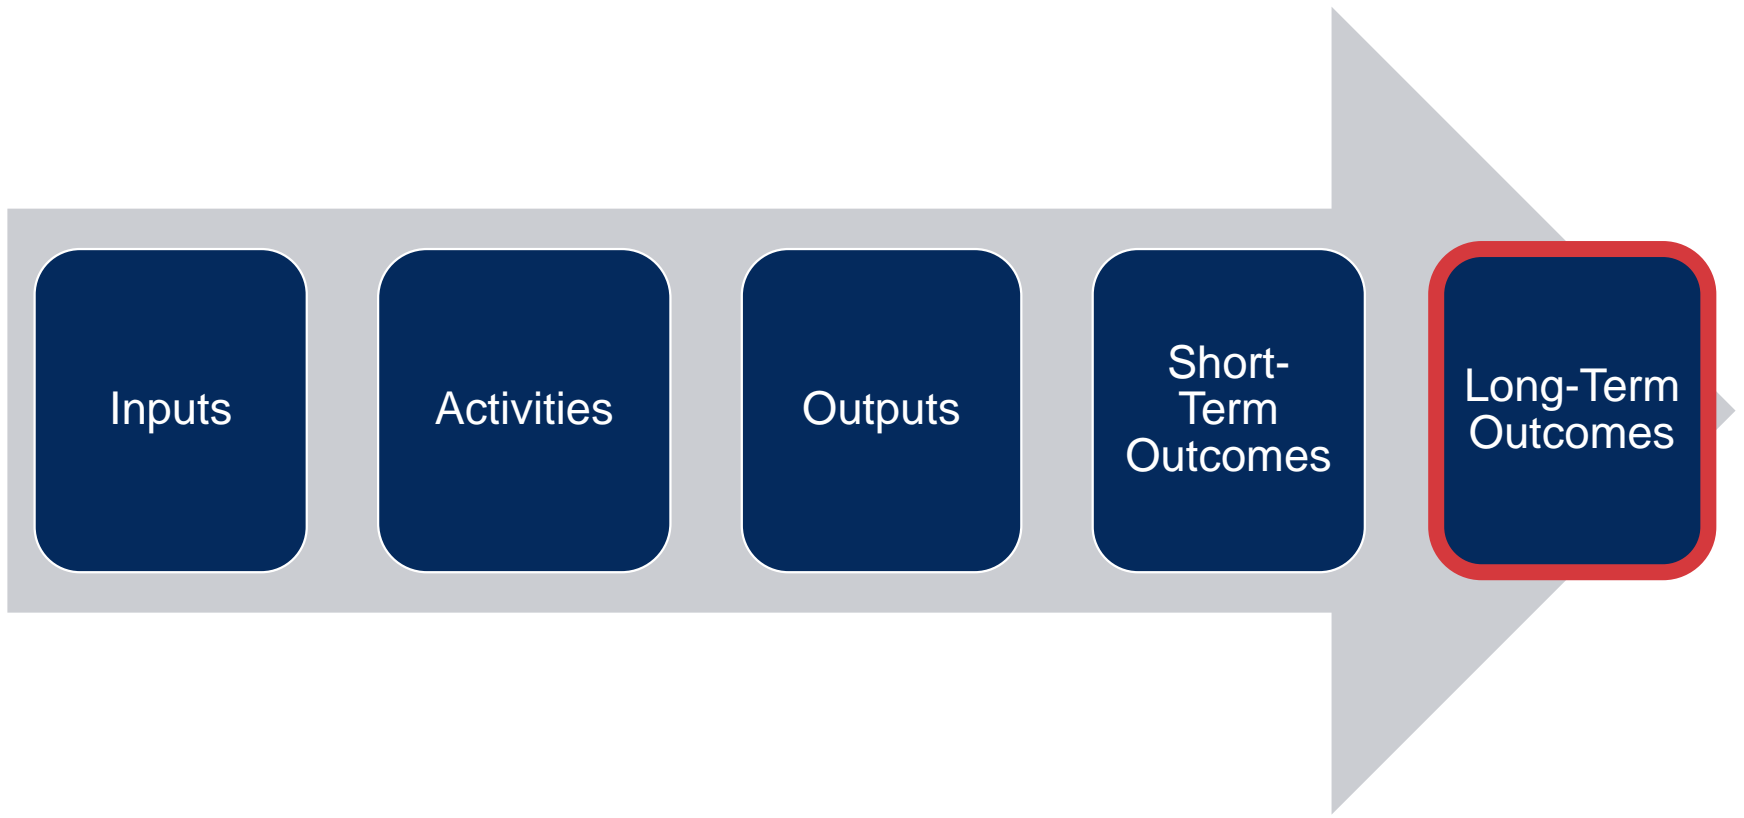 Inputs
Activities
Outputs
Short-
Term
Outcomes
Long-Term
Outcomes